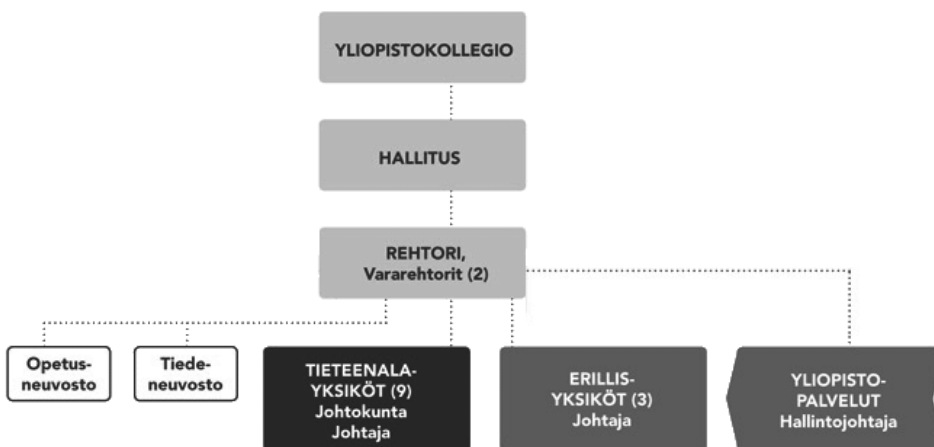 YLIOPISTOKOLLEGIO
HALLITUS
REHTORI,
Vararehtorit (2)
Opetus-
neuvosto
Tiede-
neuvosto
TIETEENALA-
YKSIKÖT (9)
Johtokunta
Johtaja
ERILLIS-
YKSIKÖT (3)
Johtaja
YLIOPISTO-
PALVELUT
Hallintojohtaja